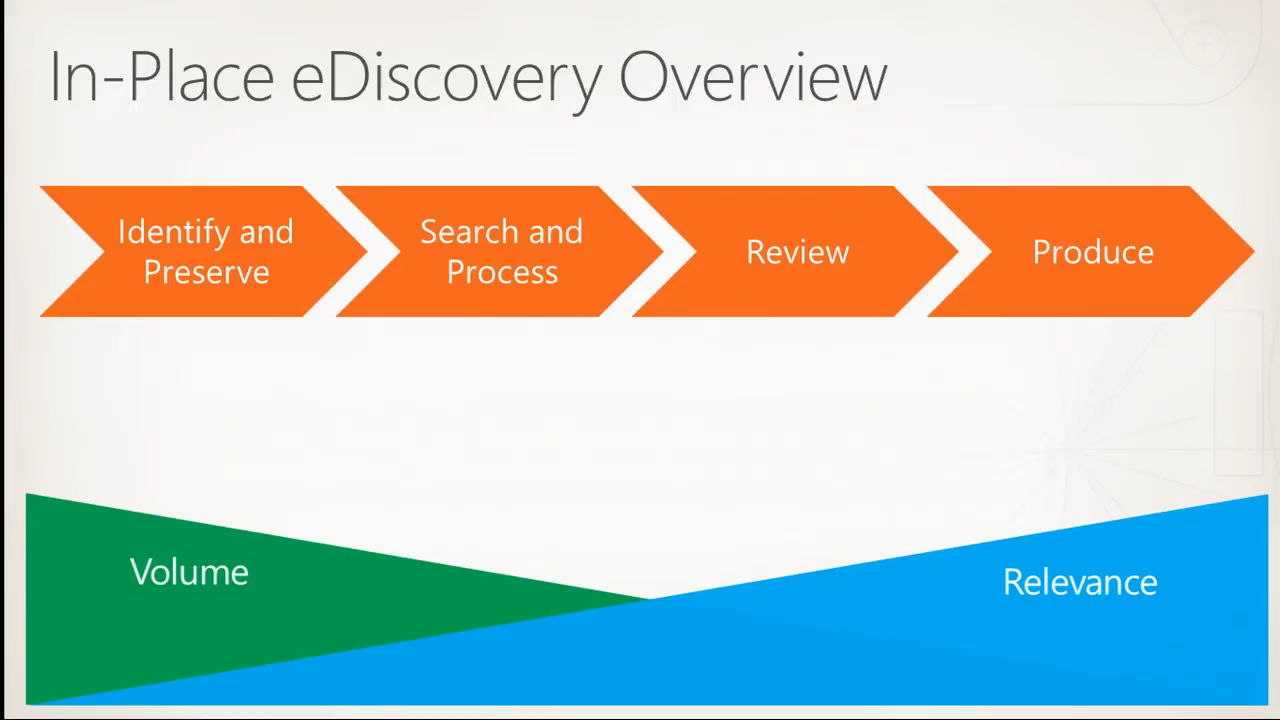 In-Place eDiscovery Overview
Identify and
Preserve
Search and
Process
Review
Produce
Volume
Relevance